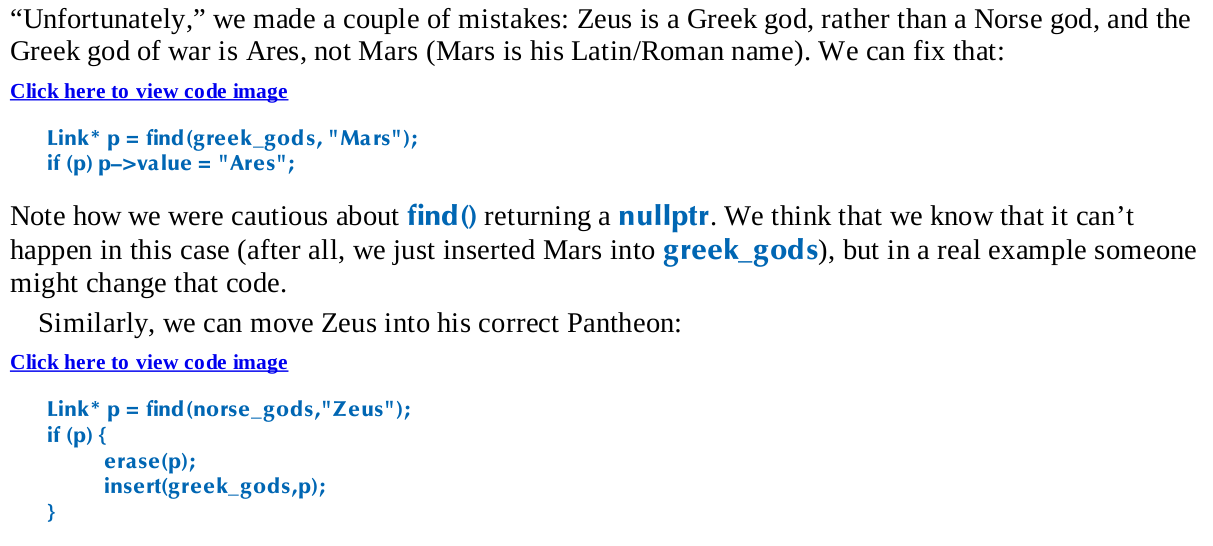 “Unfortunately,” we made a couple of mistakes: Zeus is a Greek god, rather than a Norse god, and the
Greek god of war is Ares, not Mars (Mars is his Latin/Roman name). We can fix that:
Click here to view code image
Link* p = find(greek_gods, "Mars");
if (p) p–>value = "Ares";
Note how we were cautious about find() returning a nullptr. We think that we know that it can’t
happen in this case (after all, we just inserted Mars into greek_gods), but in a real example someone
might change that code.
Similarly, we can move Zeus into his correct Pantheon:
Click here to view code image
Link* p = find(norse_gods,"Zeus");
if (p) {
erase(p);
insert(greek_gods,p);
}